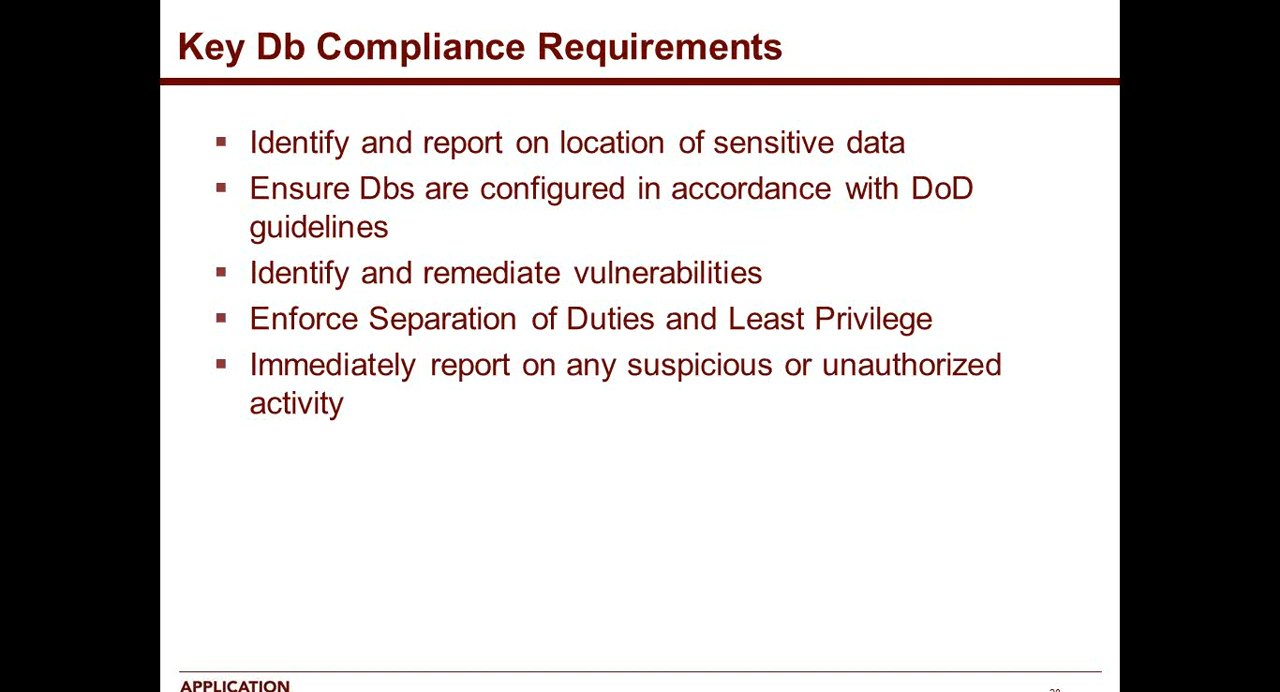 Key Db Compliance Requirements
▪ Identify and report on location of sensitive data
▪ Ensure Dbs are configured in accordance with DoD
guidelines
▪ Identify and remediate vulnerabilities
▪ Enforce Separation of Duties and Least Privilege
▪ Immediately report on any suspicious or unauthorized
activity
APPLICATION